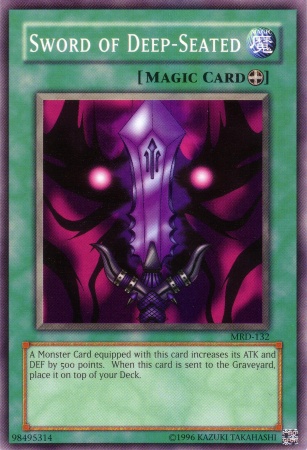 Sword of Deep-Seated
MAGIC
魔
[Magic Card]
MRD-132
A Monster Card equipped with this card increases its ATK and
DEF by 500 points. When this card is sent to the Graveyard,
place it on top of your Deck.
98495314
©1996 KAZUKI TAKAHASHI